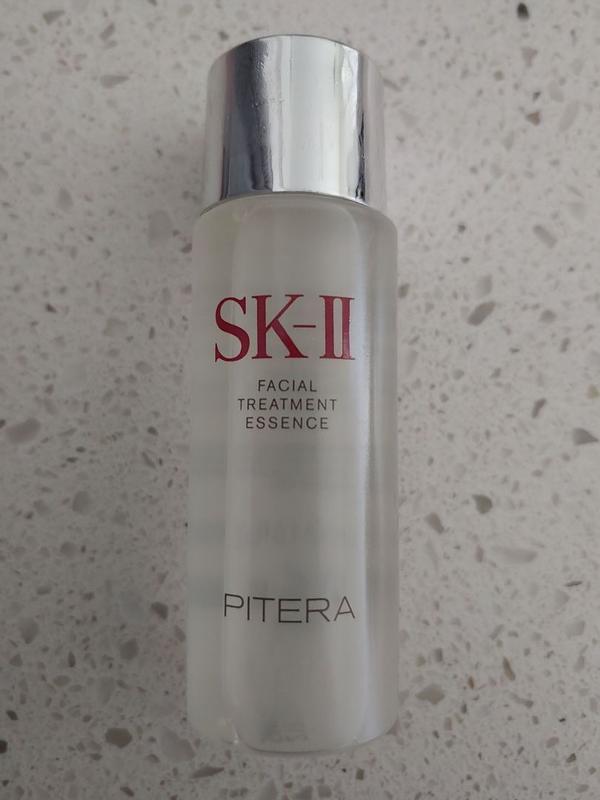 SK-II
FACIAL
TREATMENT
ESSENCE
PITERA